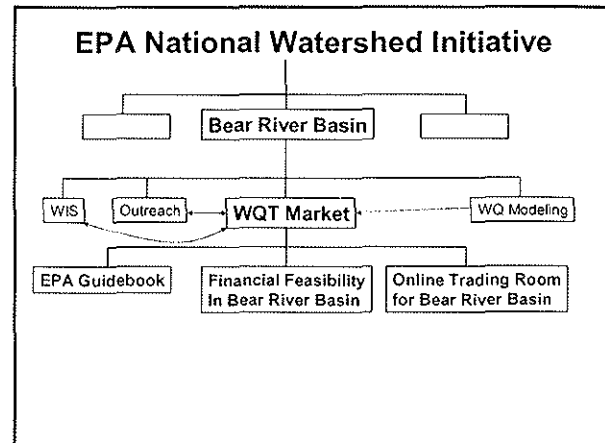 EPA National Watershed Initiative
Bear River Basin
WIS
Outreach
WQT Market
WQ Modeling
EPA Guidebook
Financial Feasibility
In Bear River Basin
Online Trading Room
for Bear River Basin